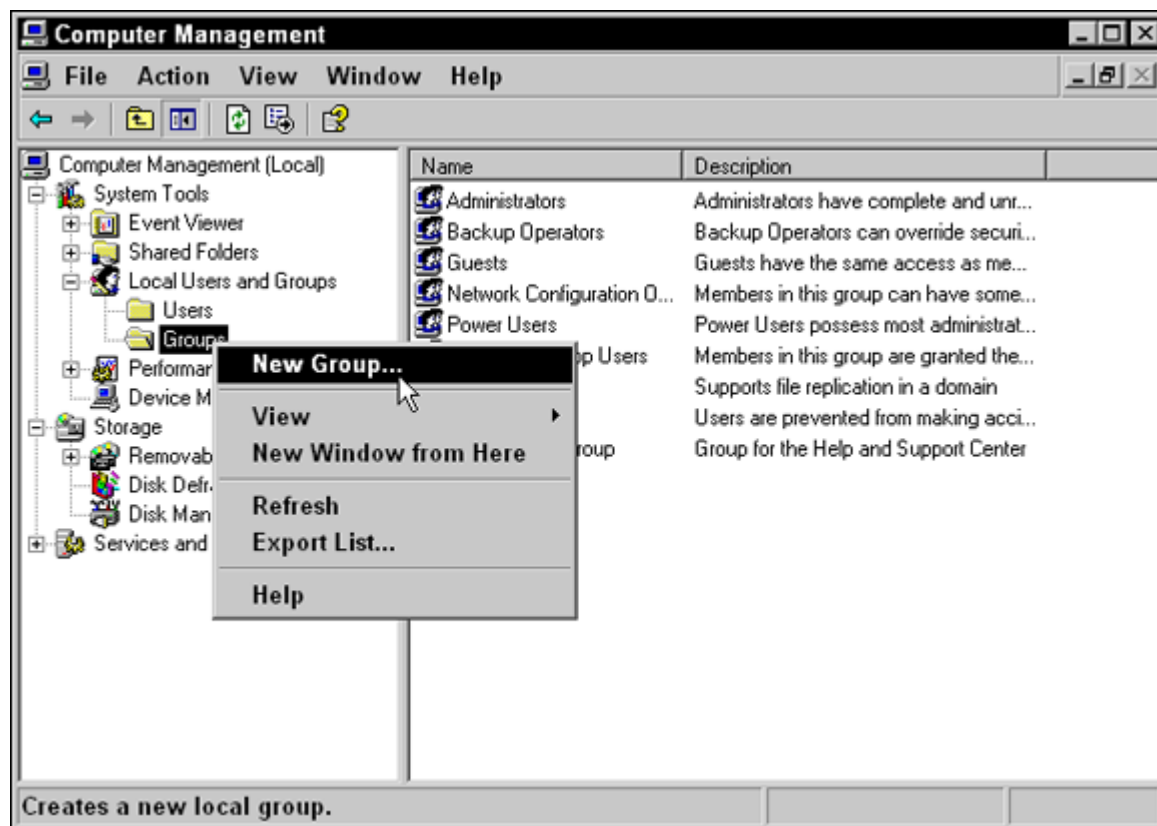 Computer Management
File Action View Window Help
Computer Management (Local)
System Tools
Event Viewer
Shared Folders
Local Users and Groups
Users
Groups
Performan
Device M
Storage
Removab
Disk Defr
Disk Man
Services and
Name Description
Administrators Administrators have complete and unr...
Backup Operators Backup Operators can override securi...
Guests Guests have the same access as me...
Network Configuration O... Members in this group can have some...
Power Users Power Users possess most administrat...
op Users Members in this group are granted the...
Supports file replication in a domain
Users are prevented from making acci...
roup Group for the Help and Support Center
New Group...
View
New Window from Here
Refresh
Export List...
Help
Creates a new local group.